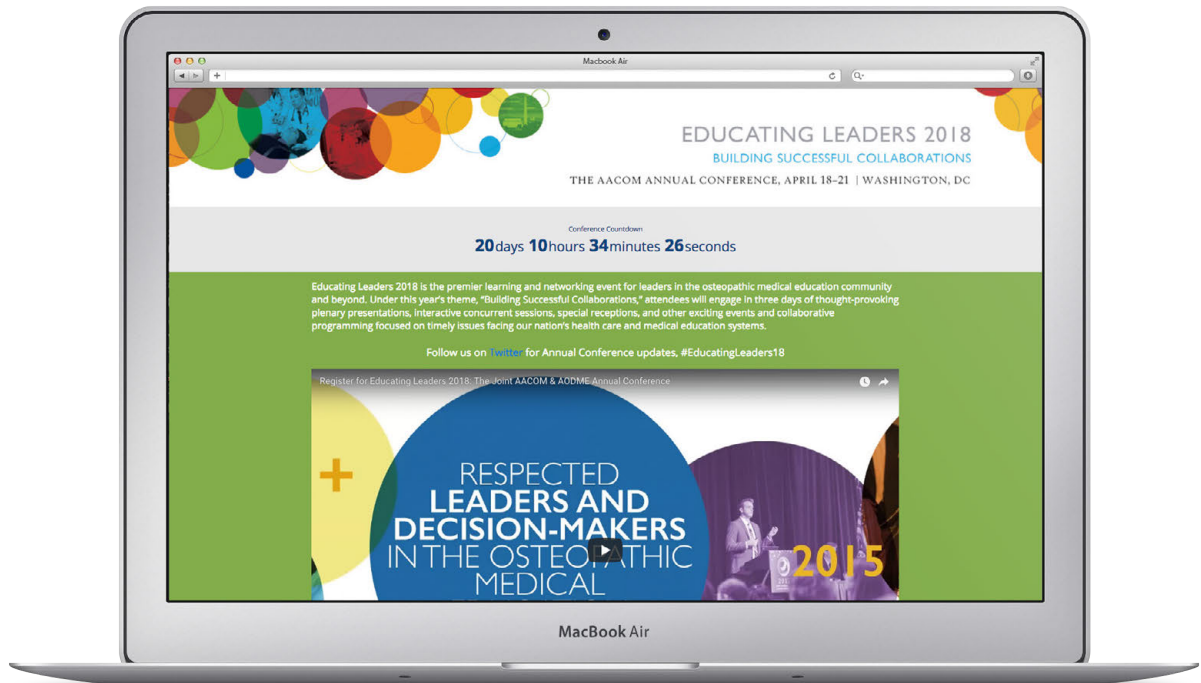 Macbook Air
EDUCATING LEADERS 2018
BUILDING SUCCESSFUL COLLABORATIONS
THE AACOM ANNUAL CONFERENCE, APRIL 18–21 | WASHINGTON, DC
Conference Countdown
20days 10hours 34minutes 26seconds
Educating Leaders 2018 is the premier learning and networking event for leaders in the osteopathic medical education community
and beyond. Under this year's theme, “Building Successful Collaborations,” attendees will engage in three days of thought-provoking
plenary presentations, interactive concurrent sessions, special receptions, and other exciting events and collaborative
programming focused on timely issues facing our nation's health care and medical education systems.
Follow us on Twitter for Annual Conference updates, #EducatingLeaders18
Register for Educating Leaders 2018: The Joint AACOM & AODME Annual Conference
RESPECTED
LEADERS AND
DECISION-MAKERS
IN THE OSTEOPATHIC
MEDICAL
2015
MacBook Air